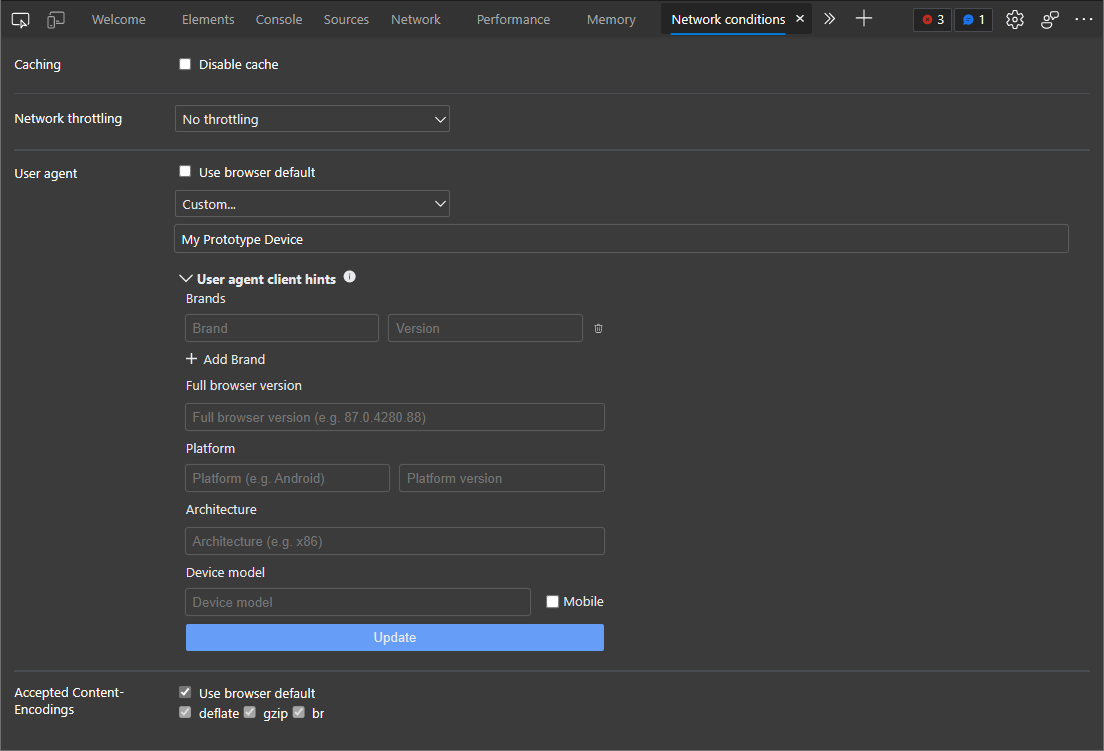 Welcome Elements Console Sources Network Performance Memory Network conditions 3 1
Caching Disable cache
Network throttling No throttling
User agent Use browser default
Custom...
My Prototype Device
User agent client hints
Brands
Brand Version
Add Brand
Full browser version
Full browser version (e.g. 87.0.4280.88)
Platform
Platform (e.g. Android) Platform version
Architecture
Architecture (e.g. x86)
Device model
Device model Mobile
Update
Accepted Content- Use browser default
Encodings deflate gzip br